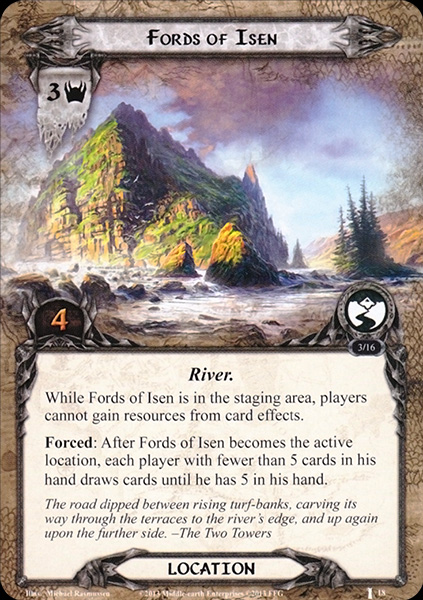 FORDS OF ISEN
3
4
3/16
River.
While Fords of Isen is in the staging area, players
cannot gain resources from card effects.
Forced: After Fords of Isen becomes the active
location, each player with fewer than 5 cards in his
hand draws cards until he has 5 in his hand.
The road dipped between rising turf-banks, carving its
way through the terraces to the river's edge, and up again
upon the further side. –The Two Towers
LOCATION
Illus. Michael Rasmussen ©2013 Middle-earth Enterprises ©2013 FFG 18